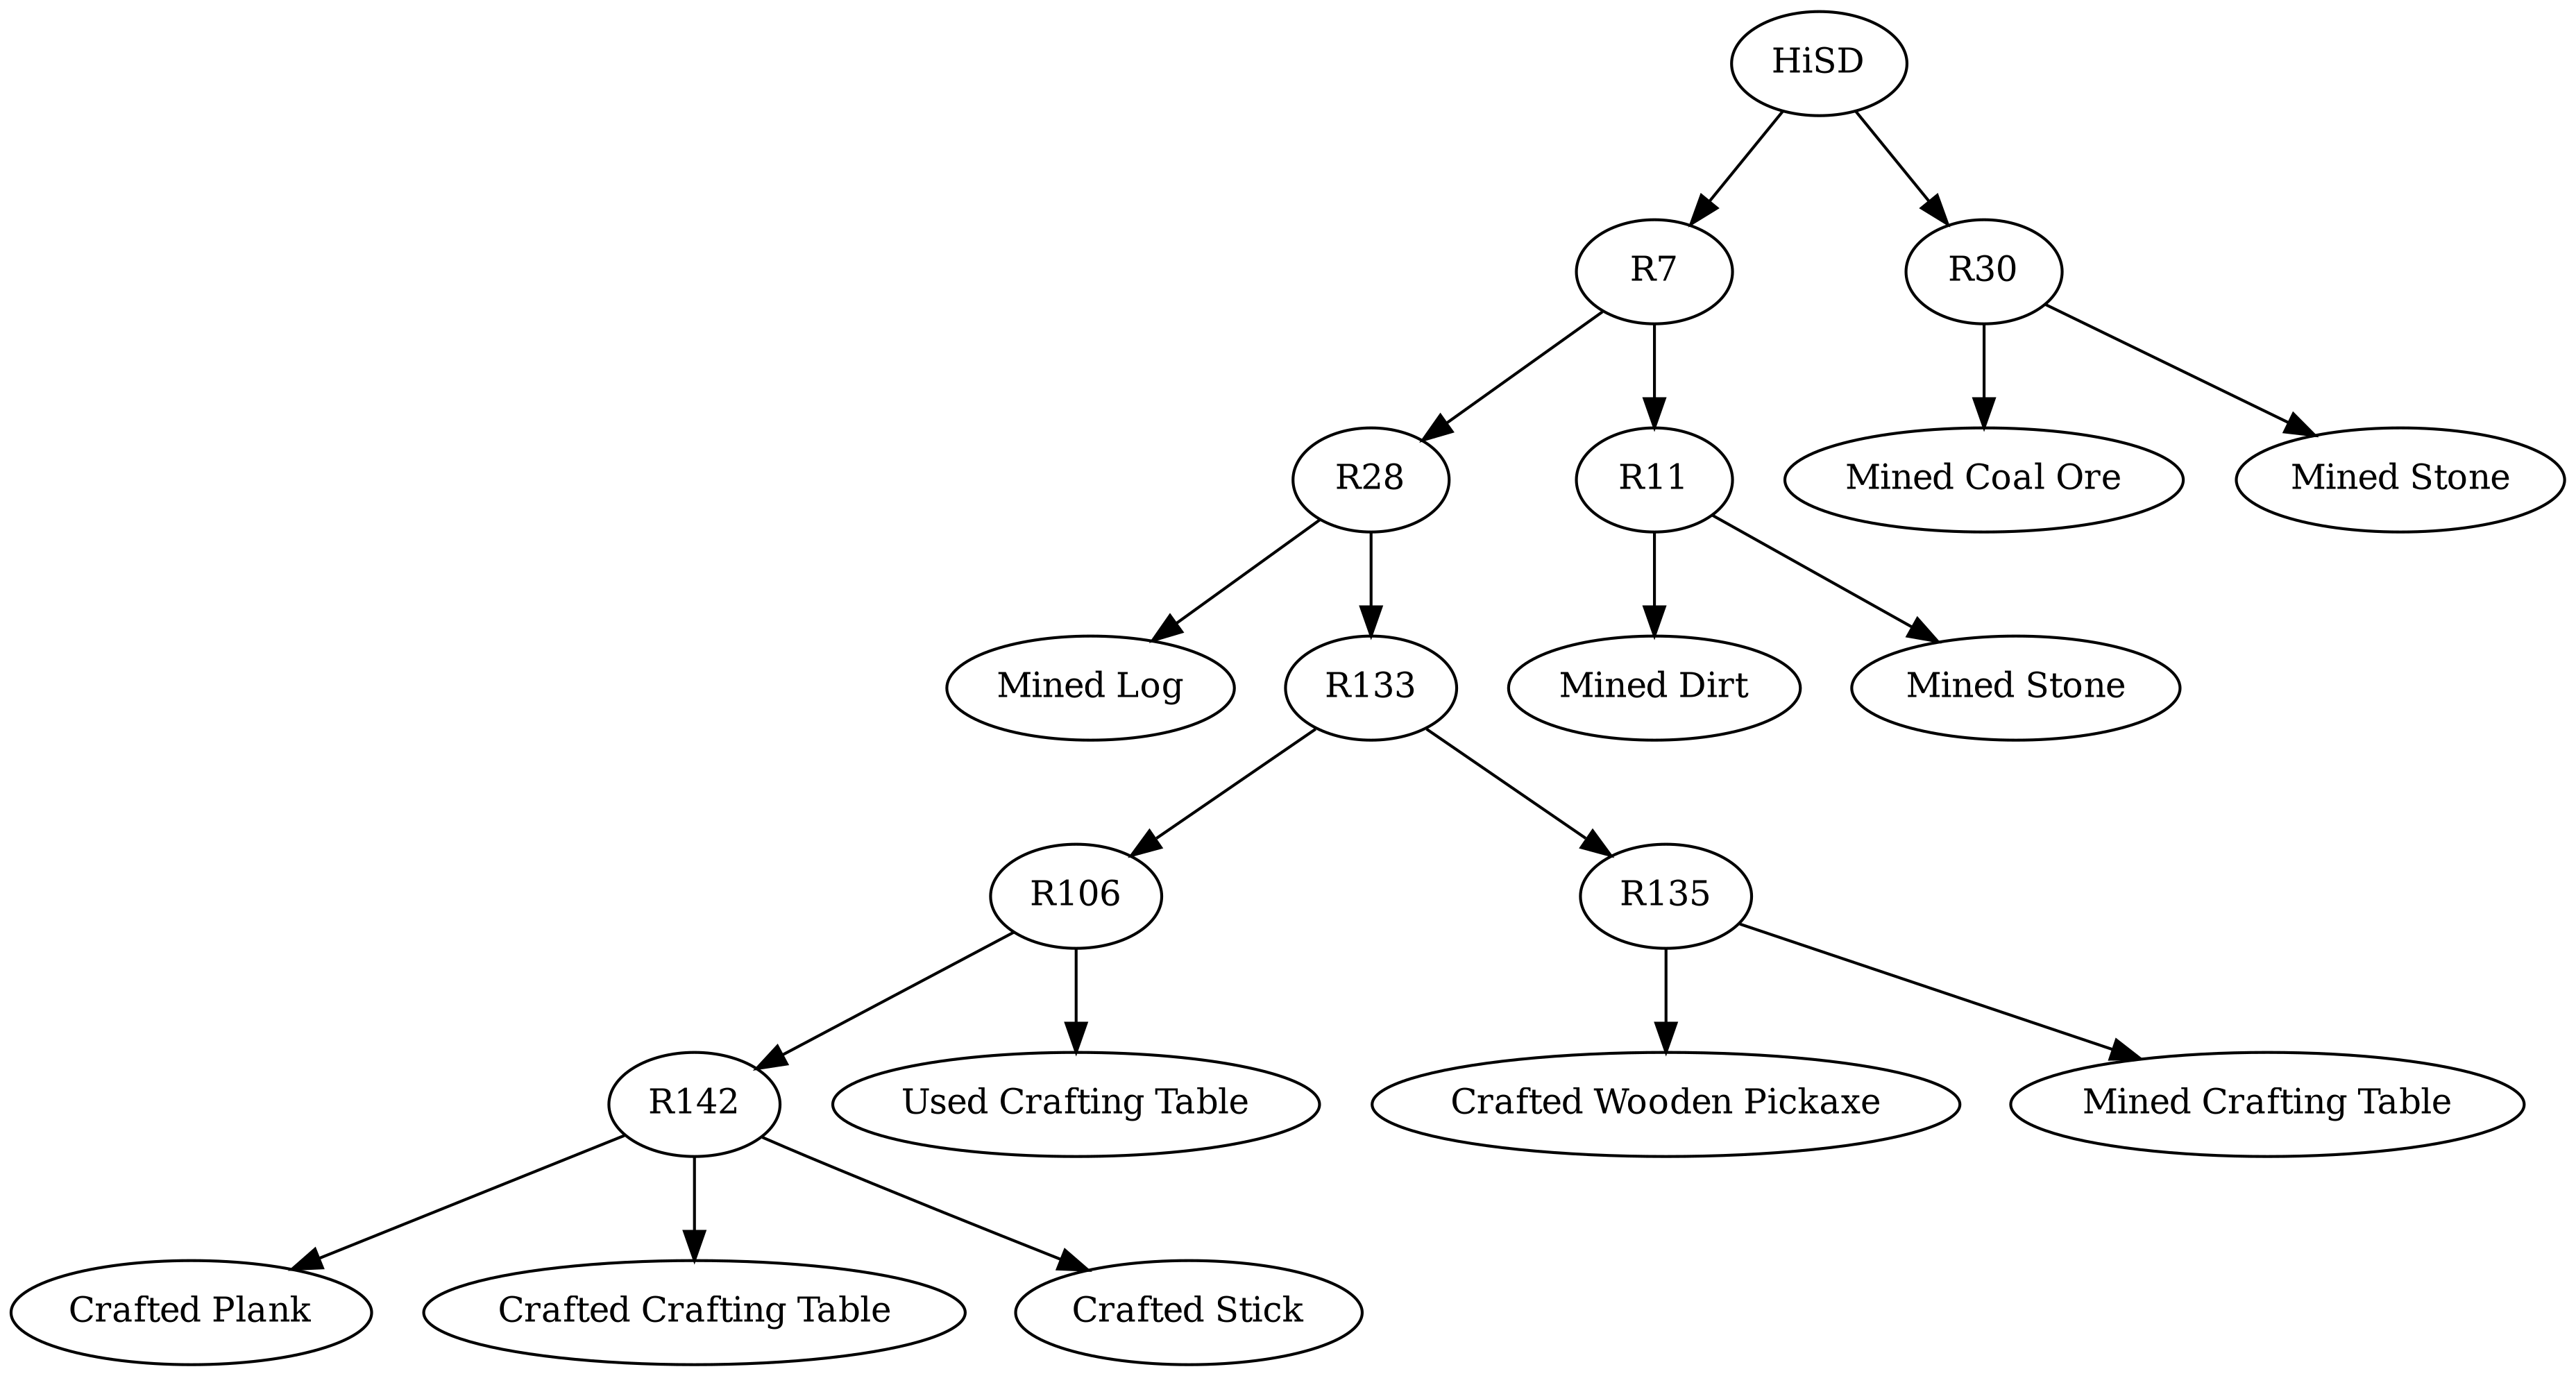 HiSD
R7
R30
R28
R11
Mined Coal Ore
Mined Stone
Mined Log
R133
Mined Dirt
Mined Stone
R106
R135
R142
Used Crafting Table
Crafted Wooden Pickaxe
Mined Crafting Table
Crafted Plank
Crafted Crafting Table
Crafted Stick